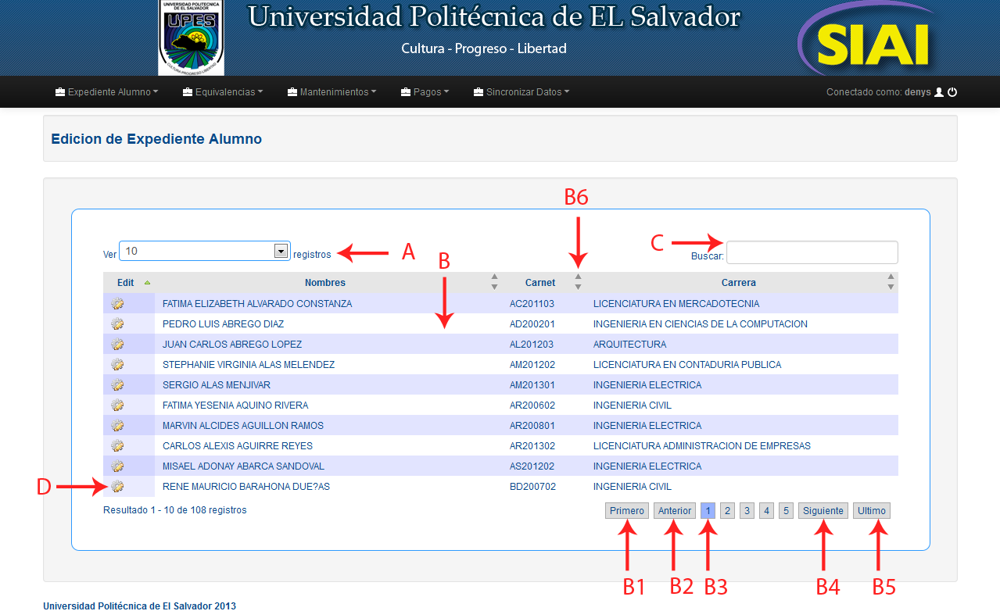 UNIVERSIDAD POLITECNICA
DE EL SALVADOR
UPES
CULTURA PROGRESO LIBERTAD
Universidad Politécnica de EL Salvador
Cultura - Progreso - Libertad
SIAI
Expediente Alumno Equivalencias Mantenimientos Pagos Sincronizar Datos Conectado como: denys
Edicion de Expediente Alumno
B6
Ver 10 registros A
C
B
Buscar:
Edit Nombres Carnet Carrera
FATIMA ELIZABETH ALVARADO CONSTANZA AC201103 LICENCIATURA EN MERCADOTECNIA
PEDRO LUIS ABREGO DIAZ AD200201 INGENIERIA EN CIENCIAS DE LA COMPUTACION
JUAN CARLOS ABREGO LOPEZ AL201203 ARQUITECTURA
STEPHANIE VIRGINIA ALAS MELENDEZ AM201202 LICENCIATURA EN CONTADURIA PUBLICA
SERGIO ALAS MENJIVAR AM201301 INGENIERIA ELECTRICA
FATIMA YESENIA AQUINO RIVERA AR200602 INGENIERIA CIVIL
MARVIN ALCIDES AGUILLON RAMOS AR200801 INGENIERIA ELECTRICA
CARLOS ALEXIS AGUIRRE REYES AR201302 LICENCIATURA ADMINISTRACION DE EMPRESAS
MISAEL ADONAY ABARCA SANDOVAL AS201202 INGENIERIA ELECTRICA
D RENE MAURICIO BARAHONA DUE?AS BD200702 INGENIERIA CIVIL
Resultado 1 - 10 de 108 registros Primero Anterior 1 2 3 4 5 Siguiente Ultimo
B1 B2 B3 B4 B5
Universidad Politécnica de El Salvador 2013